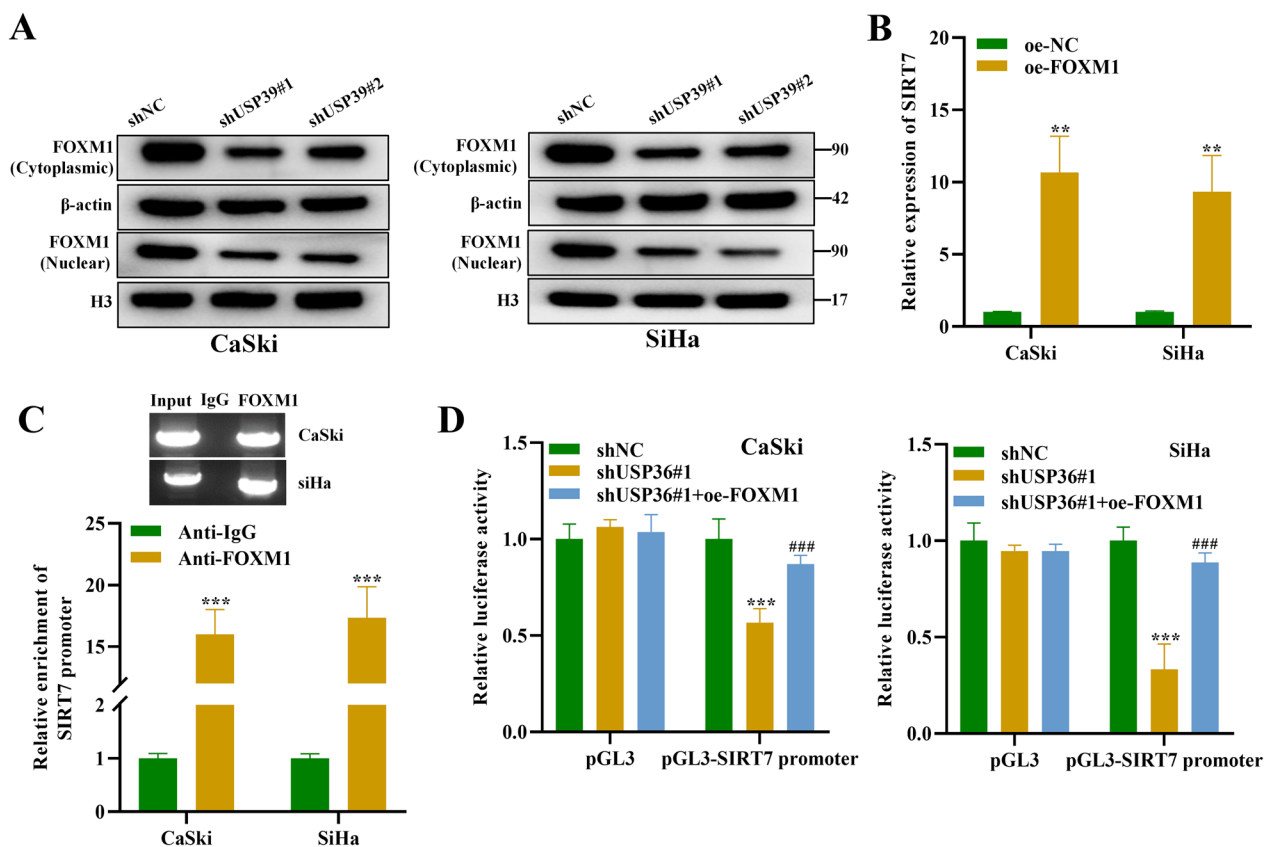 A
shNC
shUSP39#1
shUSP39#2
FOXM1
(Cytoplasmic)
β-actin
FOXM1
(Nuclear)
H3
CaSki
shNC
shUSP39#1
shUSP39#2
FOXM1
(Cytoplasmic)
90
β-actin
42
FOXM1
(Nuclear)
90
H3
17
SiHa
B
Relative expression of SIRT7
20
15
10
5
0
oe-NC
oe-FOXM1
**
**
CaSki
SiHa
C
Input IgG FOXM1
CaSki
siHa
Relative enrichment of
SIRT7 promoter
25
20
15
2
1
0
Anti-IgG
Anti-FOXM1
***
***
CaSki
SiHa
D
Relative luciferase activity
1.5
1.0
0.5
0.0
CaSki
shNC
shUSP36#1
shUSP36#1+oe-FOXM1
***
###
pGL3
pGL3-SIRT7 promoter
Relative luciferase activity
1.5
1.0
0.5
0.0
SiHa
shNC
shUSP36#1
shUSP36#1+oe-FOXM1
***
###
pGL3
pGL3-SIRT7 promoter